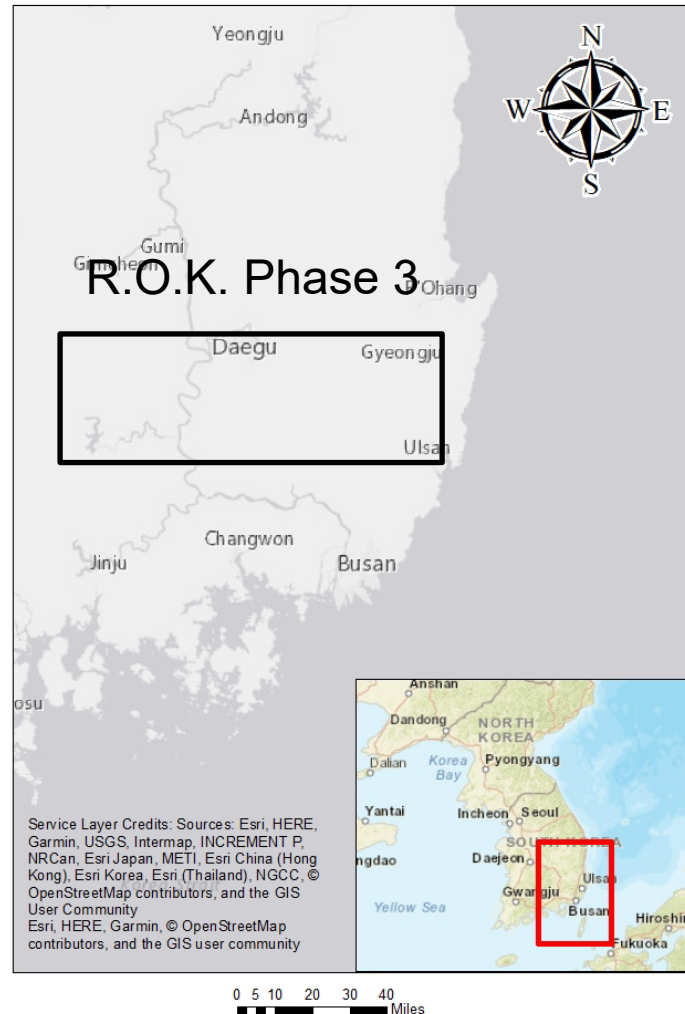 Yeongju
N
Andong
W
E
S
Gumi
Gimcheon
R.O.K. Phase 3
P'Ohang
Daegu
Gyeongju
Ulsan
Changwon
Jinju
Busan
osu
Anshan
Dandong
NORTH
KOREA
Dalian
Korea
Bay
Pyongyang
Yantai
Incheon
Seoul
SOUTH KOREA
ngdao
Daejeon
Ulsan
Gwangju
Busan
Yellow Sea
Hiroshin
Fukuoka
Service Layer Credits: Sources: Esri, HERE,
Garmin, USGS, Intermap, INCREMENT P,
NRCan, Esri Japan, METI, Esri China (Hong
Kong), Esri Korea, Esri (Thailand), NGCC, ©
OpenStreetMap contributors, and the GIS
User Community
Esri, HERE, Garmin, © OpenStreetMap
contributors, and the GIS user community
Korea Strait
0 5 10 20 30 40
Miles